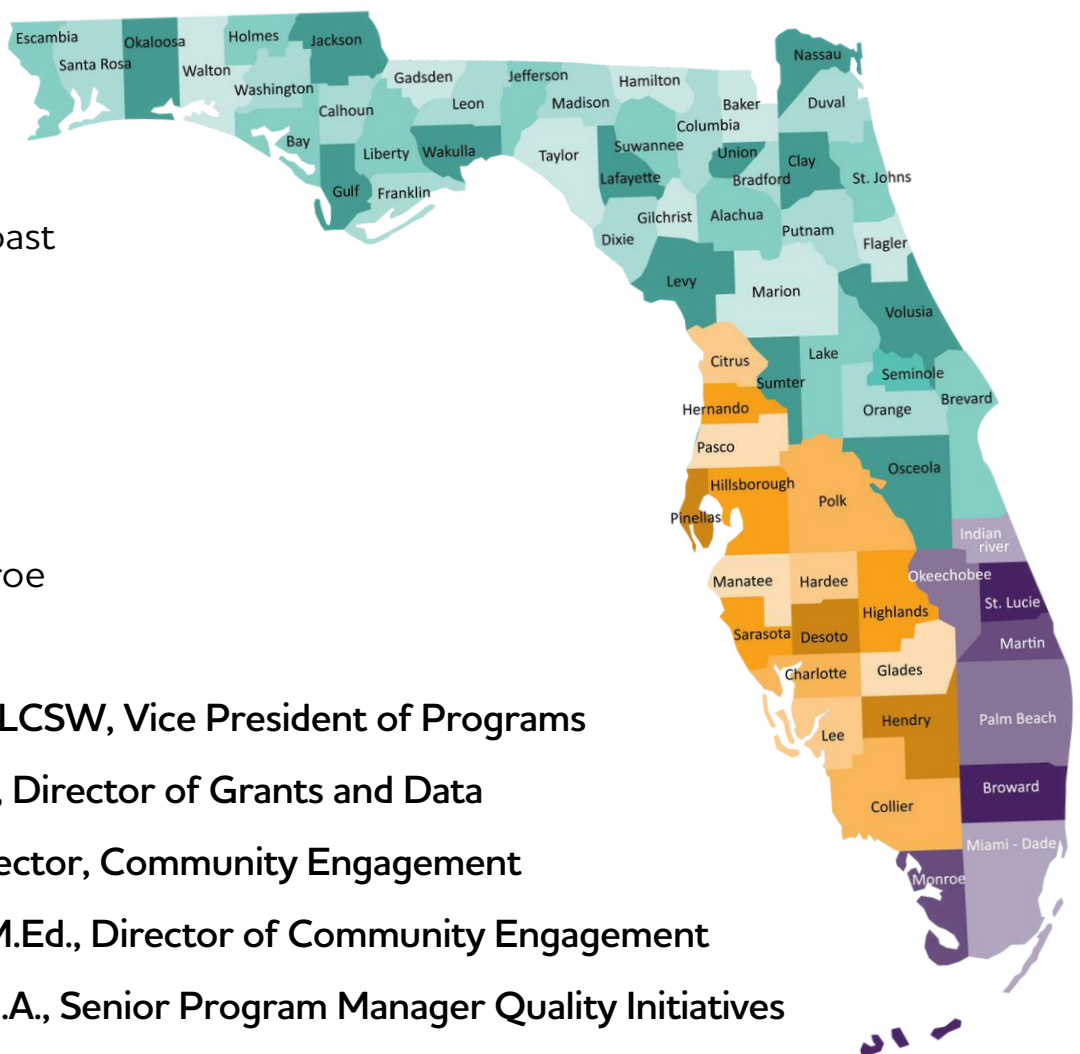 Escambia
Santa Rosa
Okaloosa
Walton
Holmes
Washington
Jackson
Bay
Calhoun
Gulf
Gadsden
Liberty
Franklin
Leon
Wakulla
Jefferson
Madison
Taylor
Hamilton
Suwannee
Lafayette
Columbia
Baker
Union
Bradford
Nassau
Duval
Clay
St. Johns
Gilchrist
Dixie
Alachua
Putnam
Flagler
Levy
Marion
Volusia
oast
Citrus
Sumter
Lake
Seminole
Orange
Brevard
Hernando
Pasco
Osceola
Hillsborough
Pinellas
Polk
Indian
river
roe
Manatee
Hardee
Highlands
Okeechobee
St. Lucie
Sarasota
Desoto
Martin
Charlotte
Glades
Lee
Hendry
Palm Beach
Collier
Broward
Miami - Dade
Monroe
LCSW, Vice President of Programs
, Director of Grants and Data
ector, Community Engagement
M.Ed., Director of Community Engagement
.A., Senior Program Manager Quality Initiatives